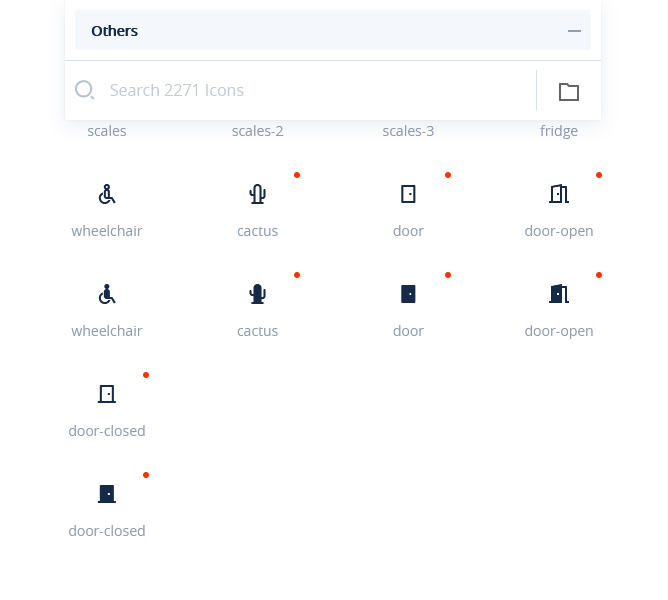 Others
Search 2271 Icons
scales
scales-2
scales-3
fridge
wheelchair
cactus
door
door-open
wheelchair
cactus
door
door-open
door-closed
door-closed